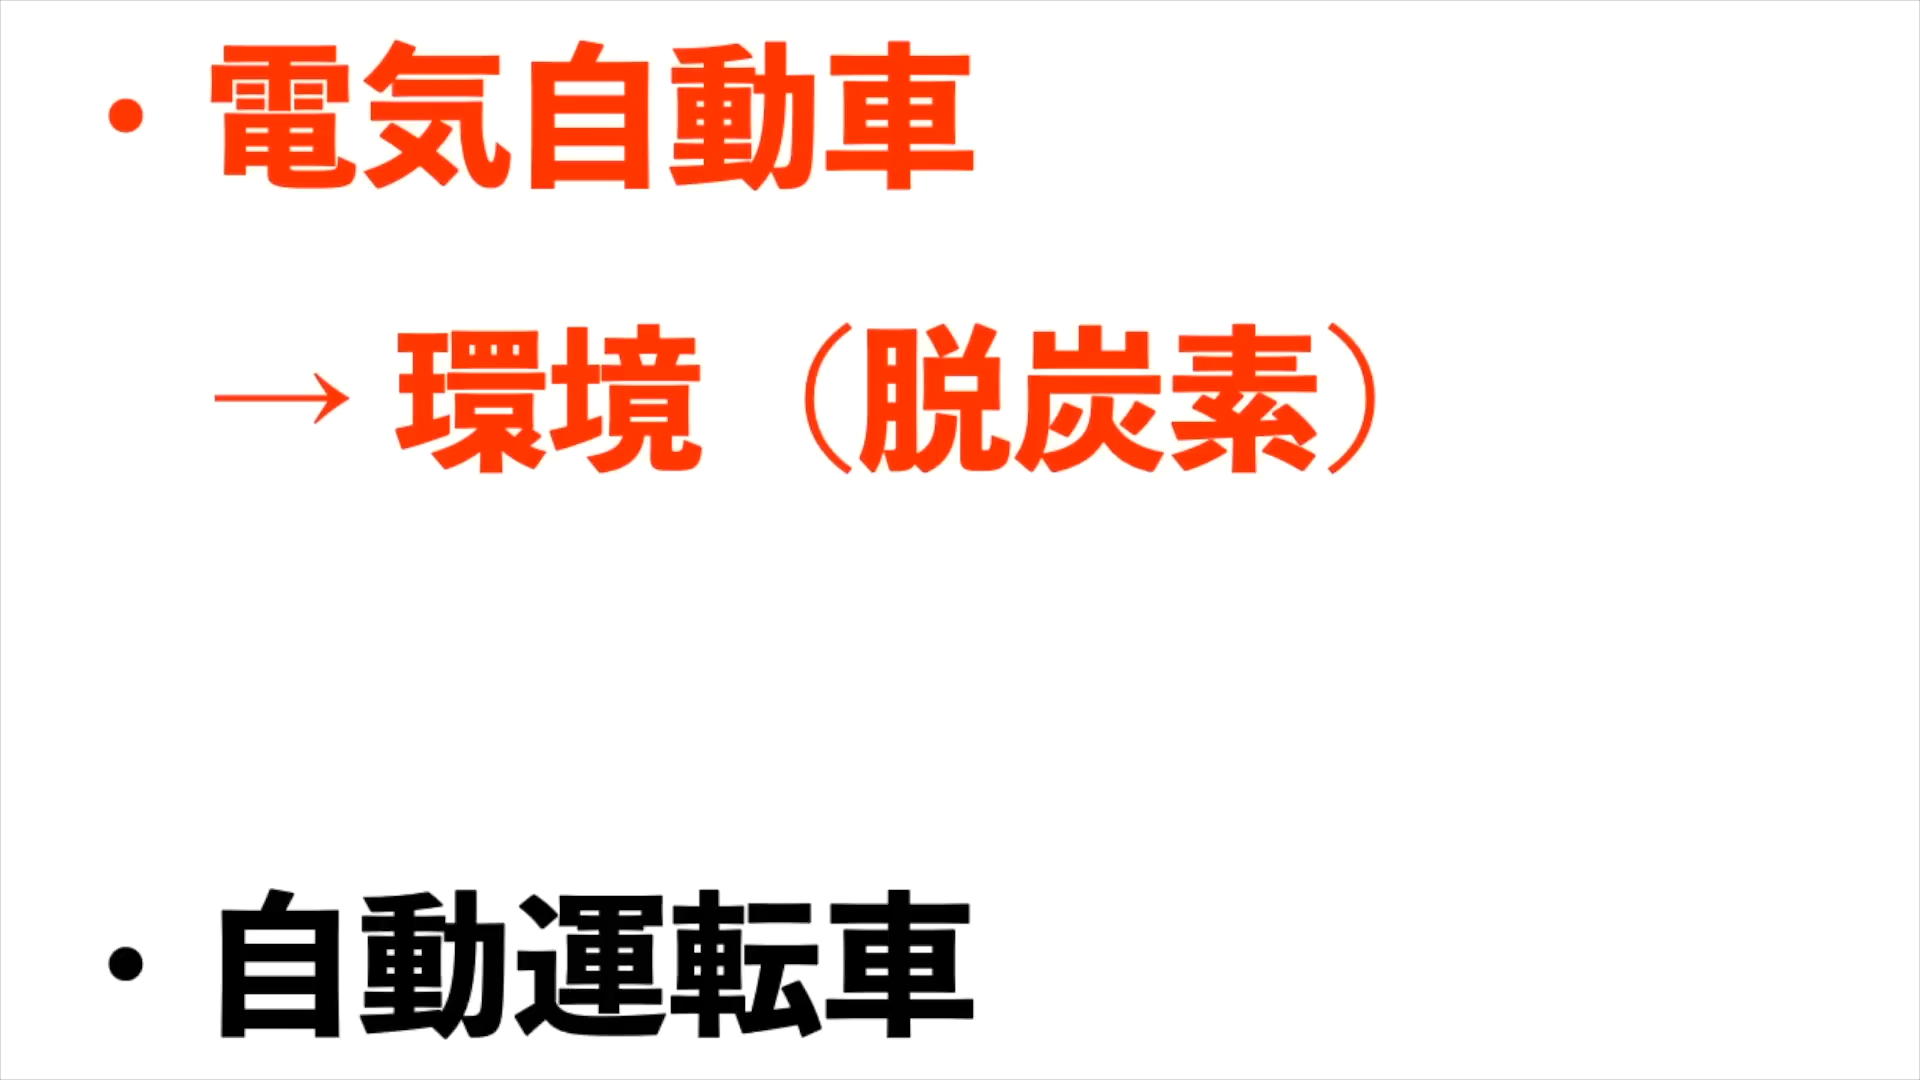 ・電気自動車
→ 環境（脱炭素）
・自動運転車